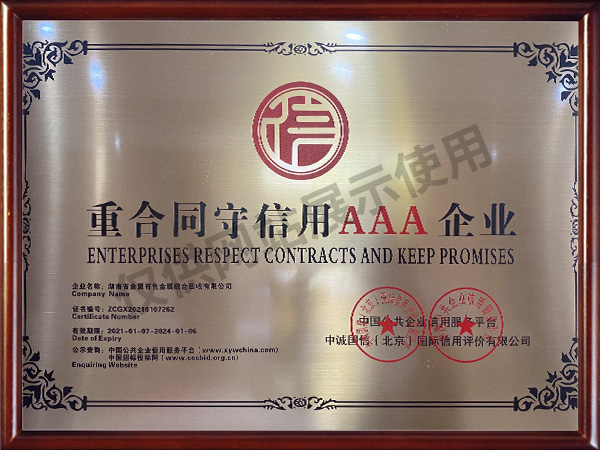 信
重合同守信用AAA企业
ENTERPRISES RESPECT CONTRACTS AND KEEP PROMISES
企业名称：湖南省金翼有色金属综合回收有限公司
Company Name
证书编号：ZCGX20210107262
Certificate Number
有效期限：2021-01-07-2024-01-06
Date of Expiry
公示查询：中国公共企业信用服务平台（www.xywchina.com)
中国招标投标网（www.cecbid.org.cn)
Enquiring Website
中国公共企业信用服务平台
中诚国信（北京）国际信用评价有限公司
仅供网站展示使用